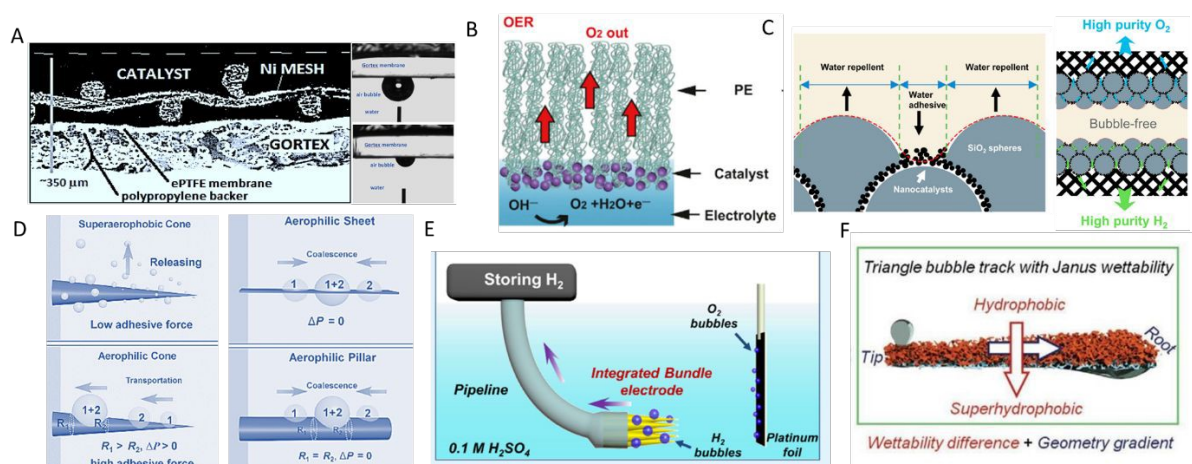 A
CATALYST
Ni MESH
GORTEX
~350 µm
ePTFE membrane
polypropylene backer
Gortex membrane
air bubble
water
Gortex membrane
air bubble
water
B
OER
O2 out
PE
Catalyst
Electrolyte
OH—
O2 +H2O+e—
C
Water repellent
Water repellent
Water adhesive
SiO2 spheres
Nanocatalysts
High purity O2
Bubble-free
High purity H2
D
Superaerophobic Cone
Releasing
Low adhesive force
Aerophilic Sheet
Coalescence
1
1+2
2
ΔP = 0
Aerophilic Cone
Transportation
1+2
2
1
R1
R2
R1 > R2, ΔP > 0
high adhesive force
Aerophilic Pillar
Coalescence
1
1+2
2
R1
R2
R1 = R2, ΔP = 0
E
Storing H2
Pipeline
Integrated Bundle
electrode
0.1 M H2SO4
H2
bubbles
O2
bubbles
Platinum
foil
F
Triangle bubble track with Janus wettability
Hydrophobic
Tip
Root
Superhydrophobic
Wettability difference + Geometry gradient